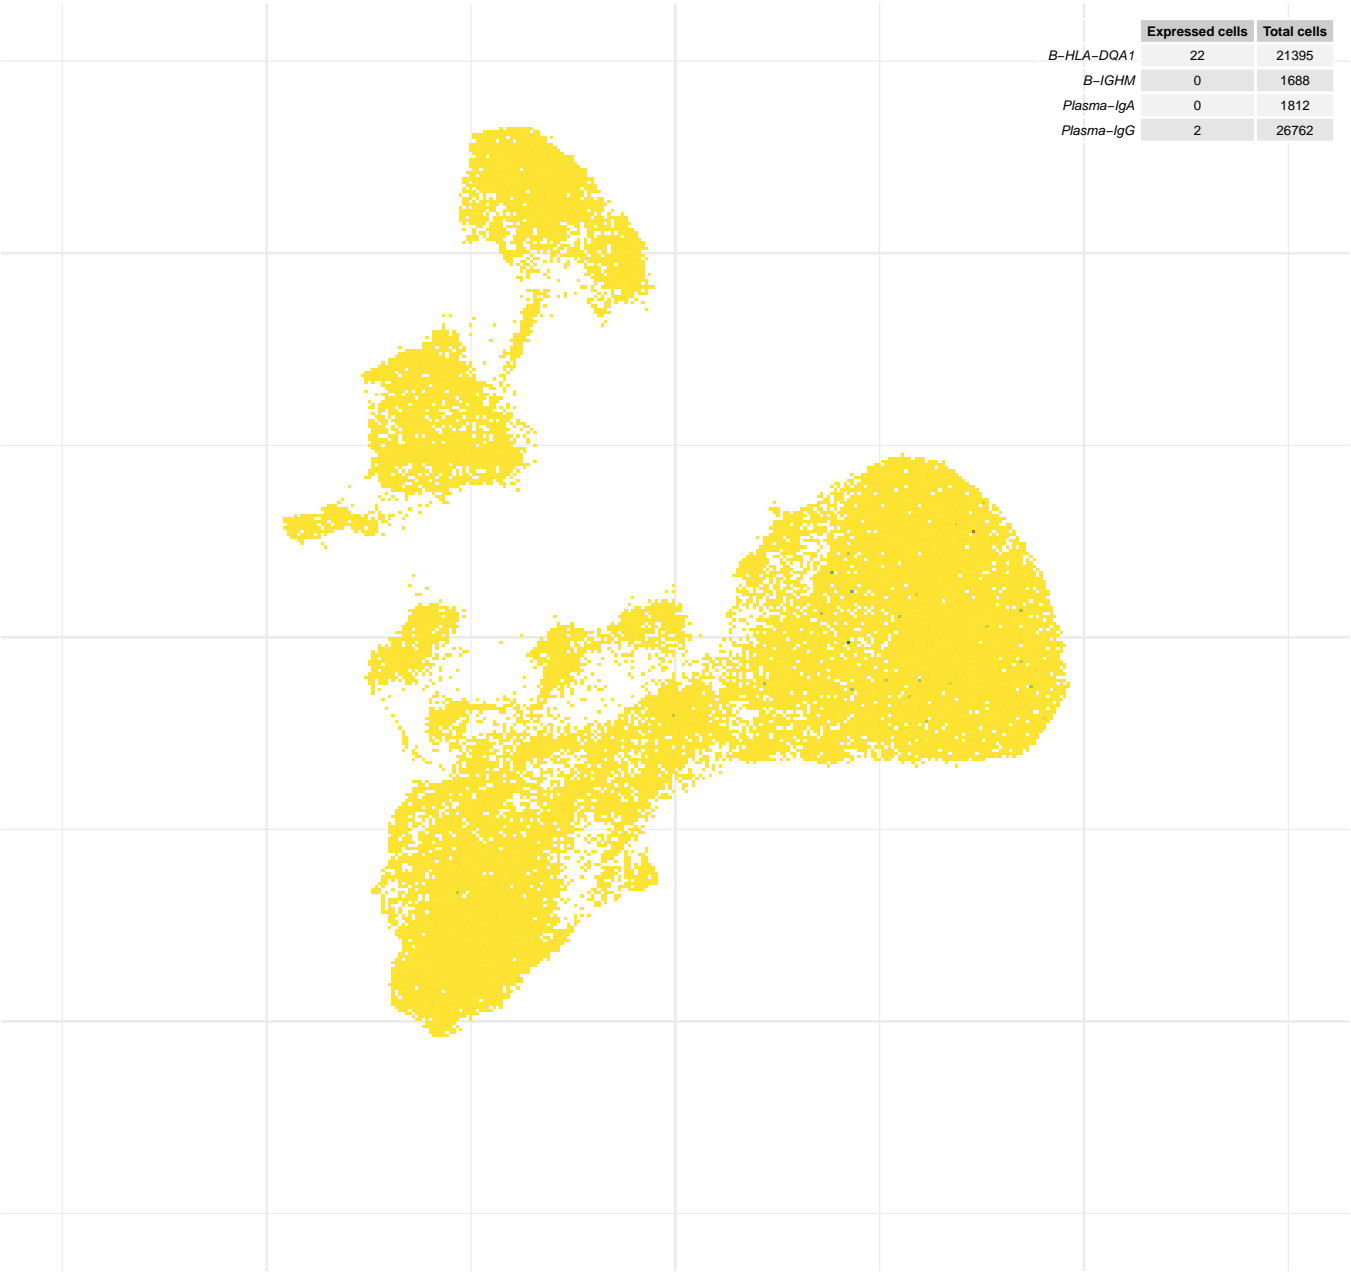 Expressed cells Total cells
B−HLA−DQA1 22 21395
B−IGHM 0 1688
Plasma−IgA 0 1812
Plasma−IgG 2 26762